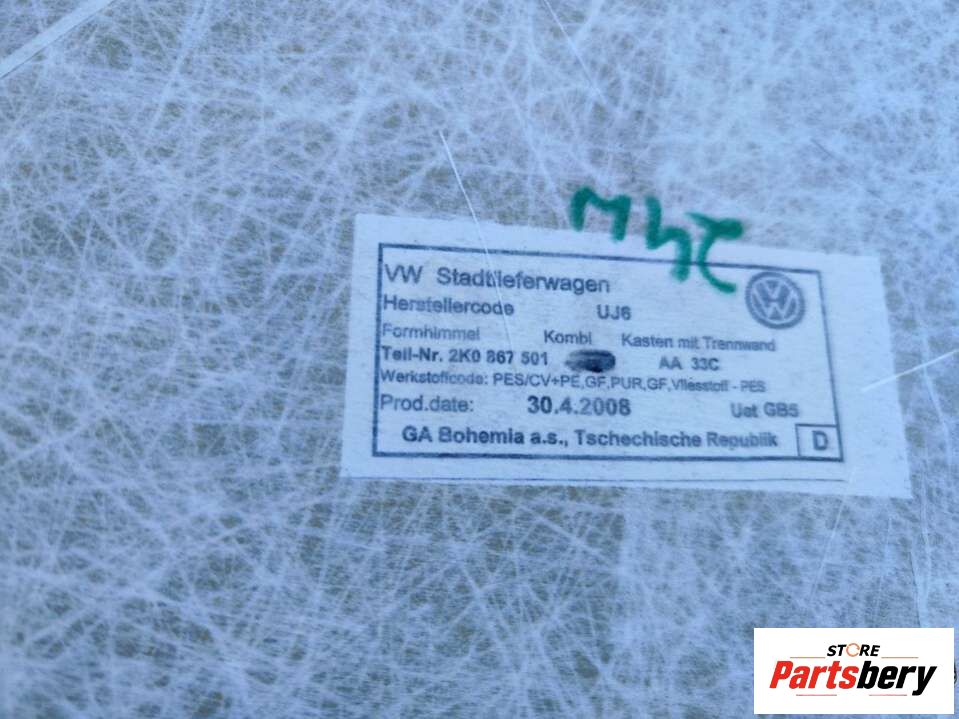 VW Stadtlieferwagen
Herstellercode UJ6
Formhimmel Kombi Kasten mit Trennwand
Teil-Nr. 2K0 867 501 AA 33C
Werkstoffcode: PES/CV+PE,GF,PUR,GF,Vliesstoff - PES
Prod.date: 30.4.2008 Uat GB5
GA Bohemia a.s., Tschechische Republik D
STORE
Partsbery